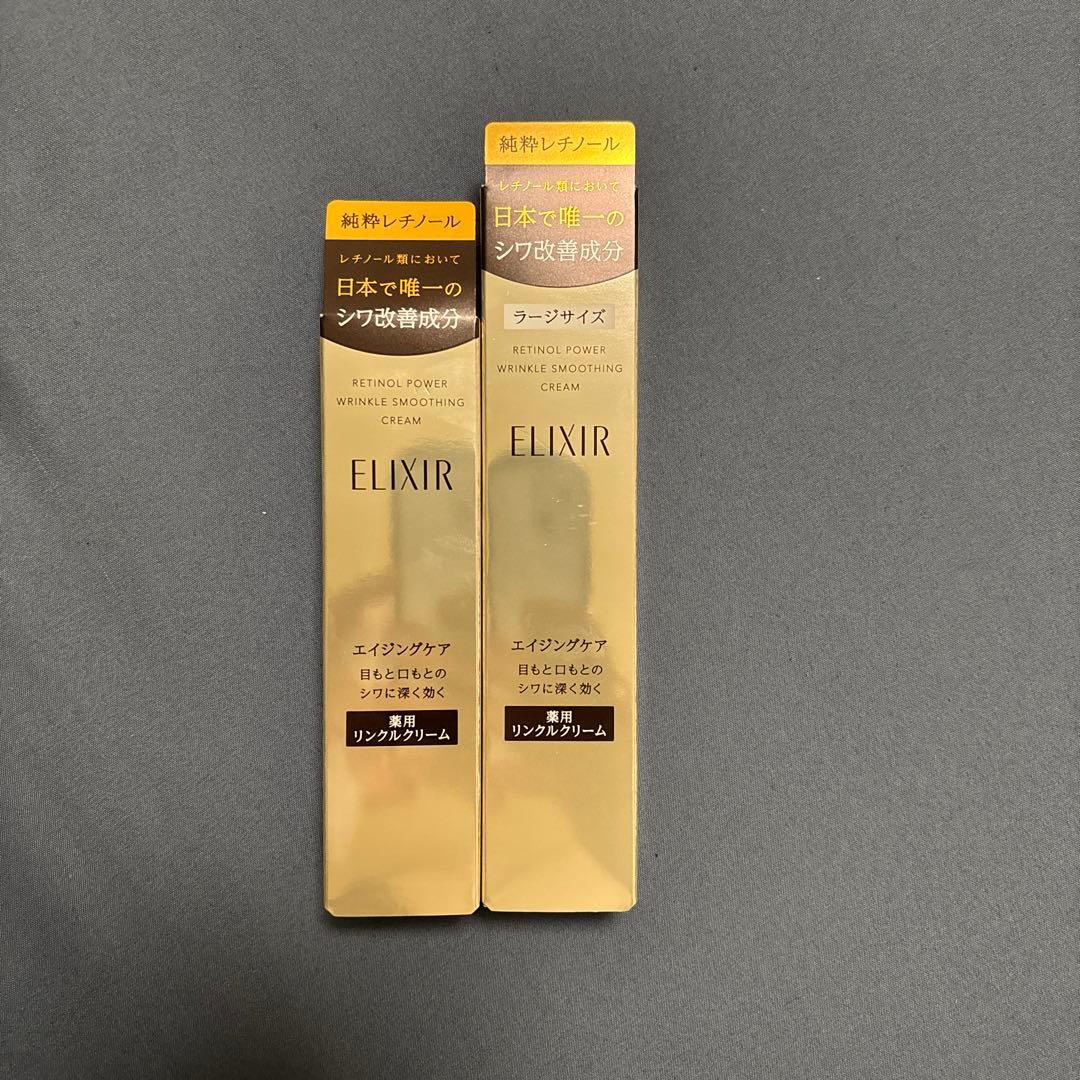 純粋レチノール
レチノール類において
日本で唯一の
シワ改善成分
RETINOL POWER
WRINKLE SMOOTHING
CREAM
ELIXIR
エイジングケア
目もと口もとの
シワに深く効く
薬用
リンクルクリーム
純粋レチノール
レチノール類において
日本で唯一の
シワ改善成分
ラージサイズ
RETINOL POWER
WRINKLE SMOOTHING
CREAM
ELIXIR
エイジングケア
目もと口もとの
シワに深く効く
薬用
リンクルクリーム